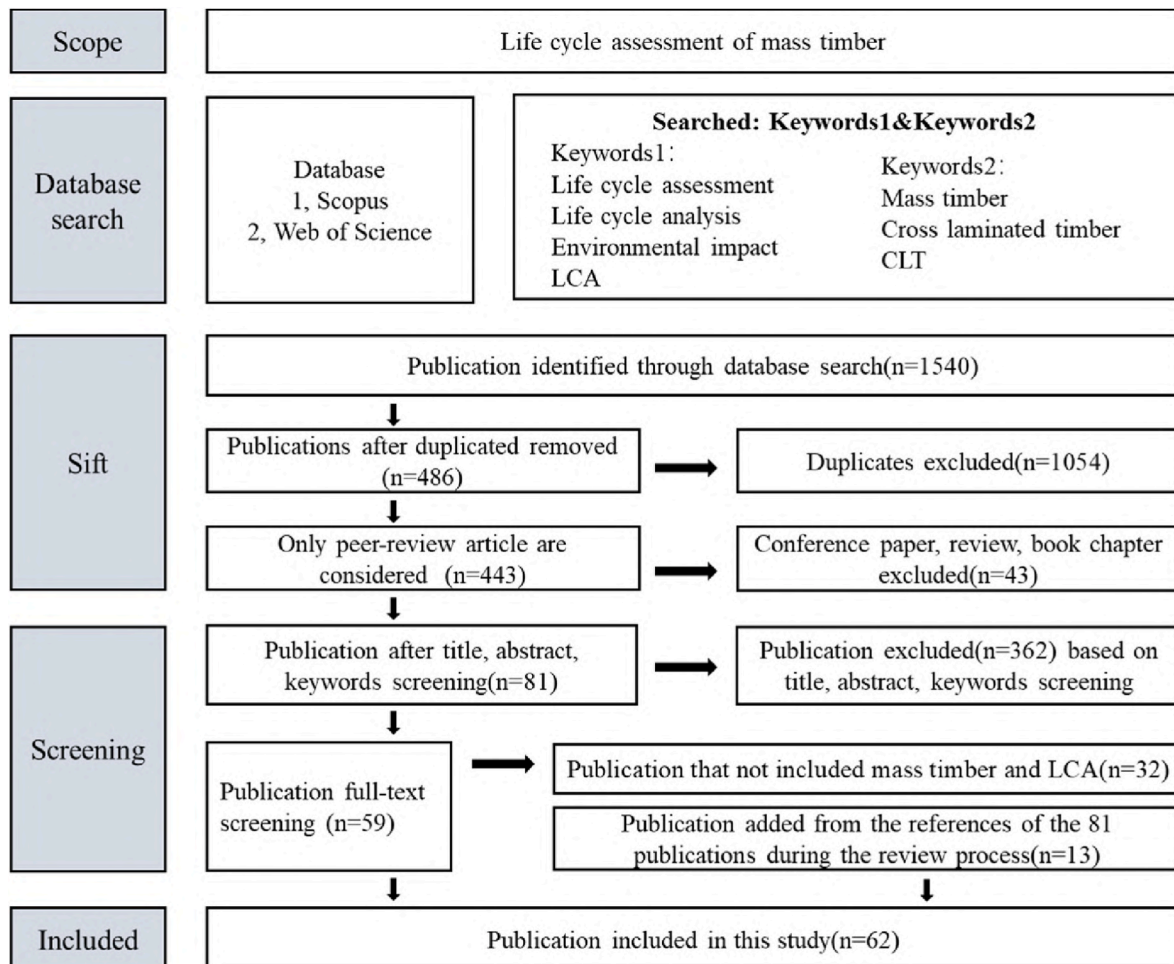 Scope
Life cycle assessment of mass timber
Database
search
Database
1, Scopus
2, Web of Science
Searched: Keywords1&Keywords2
Keywords1:
Life cycle assessment
Life cycle analysis
Environmental impact
LCA
Keywords2:
Mass timber
Cross laminated timber
CLT
Sift
Publication identified through database search(n=1540)
Publications after duplicated removed
(n=486)
Duplicates excluded(n=1054)
Only peer-review article are
considered (n=443)
Conference paper, review, book chapter
excluded(n=43)
Screening
Publication after title, abstract,
keywords screening(n=81)
Publication excluded(n=362) based on
title, abstract, keywords screening
Publication full-text
screening (n=59)
Publication that not included mass timber and LCA(n=32)
Publication added from the references of the 81
publications during the review process(n=13)
Included
Publication included in this study(n=62)